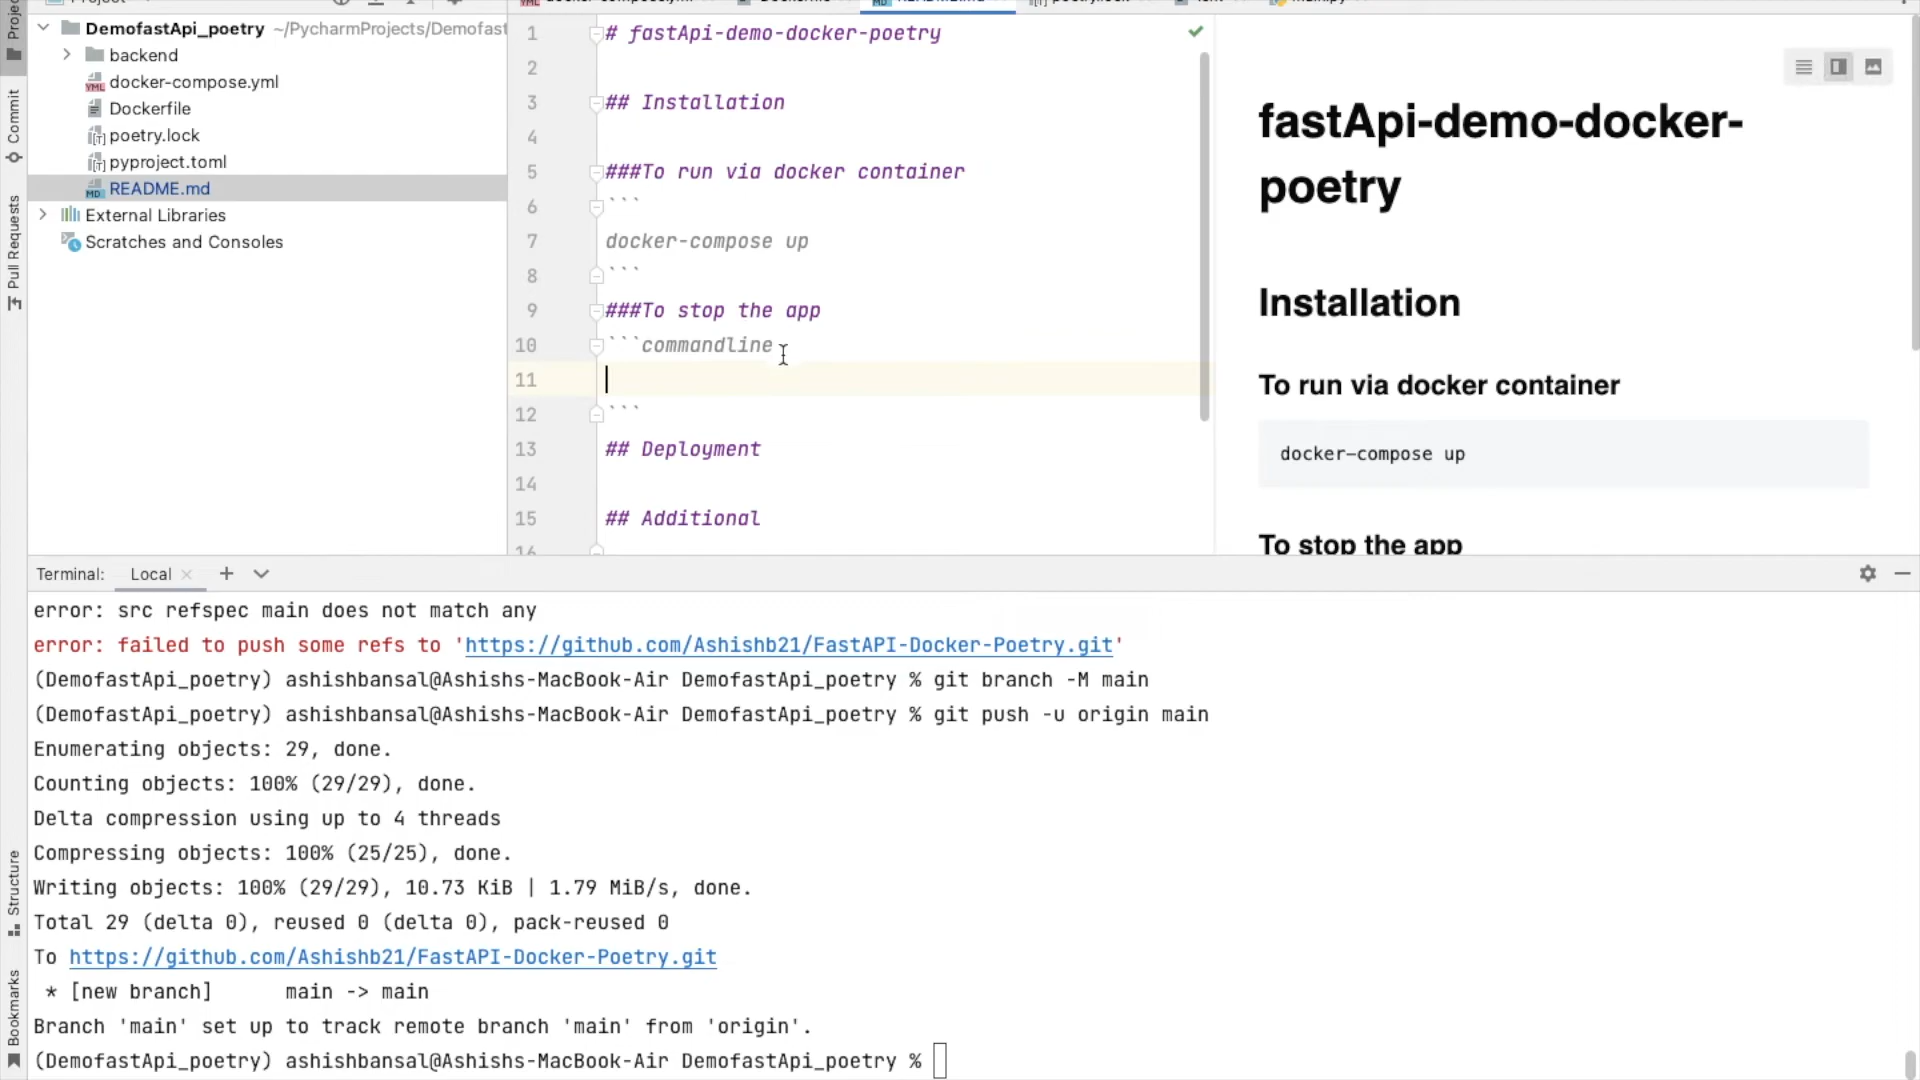 DemofastApi_poetry ~/PycharmProjects/Demofast
backend
docker-compose.yml
Dockerfile
poetry.lock
pyproject.toml
README.md
External Libraries
Scratches and Consoles
Commit
Pull Requests
Structure
Bookmarks
1 # fastApi-demo-docker-poetry
2
3 ## Installation
4
5 ###To run via docker container
6 ```
7 docker-compose up
8 ```
9 ###To stop the app
10 ```commandline
11
12 ```
13 ## Deployment
14
15 ## Additional
16
fastApi-demo-docker-
poetry
Installation
To run via docker container
docker-compose up
To stop the app
Terminal: Local
error: src refspec main does not match any
error: failed to push some refs to 'https://github.com/Ashishb21/FastAPI-Docker-Poetry.git'
(DemofastApi_poetry) ashishbansal@Ashishs-MacBook-Air DemofastApi_poetry % git branch -M main
(DemofastApi_poetry) ashishbansal@Ashishs-MacBook-Air DemofastApi_poetry % git push -u origin main
Enumerating objects: 29, done.
Counting objects: 100% (29/29), done.
Delta compression using up to 4 threads
Compressing objects: 100% (25/25), done.
Writing objects: 100% (29/29), 10.73 KiB | 1.79 MiB/s, done.
Total 29 (delta 0), reused 0 (delta 0), pack-reused 0
To https://github.com/Ashishb21/FastAPI-Docker-Poetry.git
* [new branch] main -> main
Branch 'main' set up to track remote branch 'main' from 'origin'.
(DemofastApi_poetry) ashishbansal@Ashishs-MacBook-Air DemofastApi_poetry %